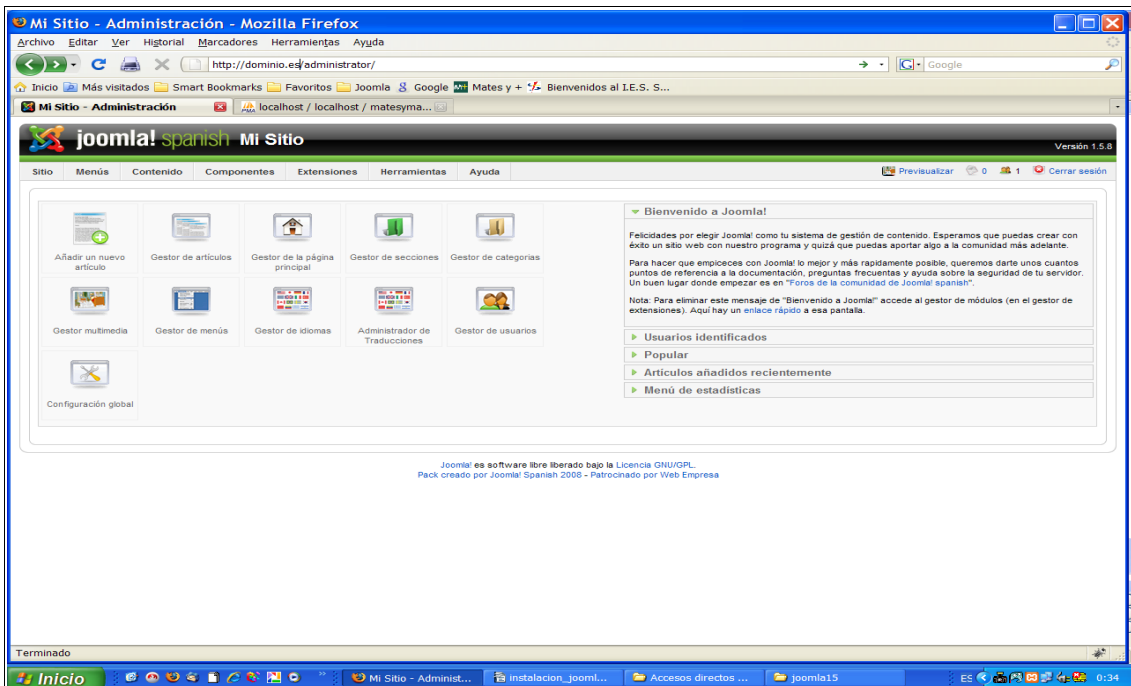 Mi Sitio - Administración - Mozilla Firefox
Archivo Editar Ver Historial Marcadores Herramientas Ayuda
http://dominio.es/administrator/
Google
Inicio Más visitados Smart Bookmarks Favoritos Joomla Google Mates y + Bienvenidos al I.E.S. S...
Mi Sitio - Administración
localhost / localhost / matesyma...
joomla! spanish Mi Sitio
Versión 1.5.8
Sitio Menús Contenido Componentes Extensiones Herramientas Ayuda
Previsualizar 0 1 Cerrar sesión
Añadir un nuevo artículo
Gestor de artículos
Gestor de la página principal
Gestor de secciones
Gestor de categorias
Gestor multimedia
Gestor de menús
Gestor de idiomas
Administrador de Traducciones
Gestor de usuarios
Configuración global
Bienvenido a Joomla!
Felicidades por elegir Joomla! como tu sistema de gestión de contenido. Esperamos que puedas crear con
éxito un sitio web con nuestro programa y quizá que puedas aportar algo a la comunidad más adelante.
Para hacer que empiceces con Joomla! lo mejor y más rapidamente posible, queremos darte unos cuantos
puntos de referencia a la documentación, preguntas frecuentes y ayuda sobre la seguridad de tu servidor.
Un buen lugar donde empezar es en "Foros de la comunidad de Joomla! spanish".
Nota: Para eliminar este mensaje de "Bienvenido a Joomla!" accede al gestor de módulos (en el gestor de
extensiones). Aquí hay un enlace rápido a esa pantalla.
Usuarios identificados
Popular
Artículos añadidos recientemente
Menú de estadísticas
Joomla! es software libre liberado bajo la Licencia GNU/GPL.
Pack creado por Joomla! Spanish 2008 - Patrocinado por Web Empresa
Terminado
Inicio
Mi Sitio - Administ...
instalacion_jooml...
Accesos directos ...
joomla15
ES
0:34